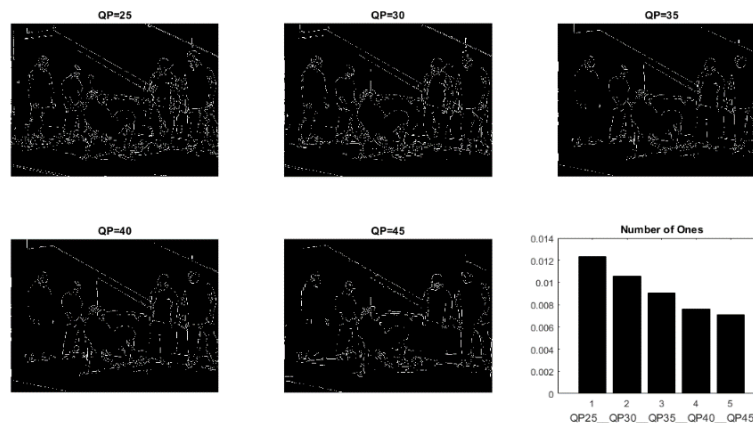 QP=25
QP=30
QP=35
QP=40
QP=45
Number of Ones
0.014
0.012
0.01
0.008
0.006
0.004
0.002
0
1 2 3 4 5
QP25__QP30__QP35__QP40__QP45